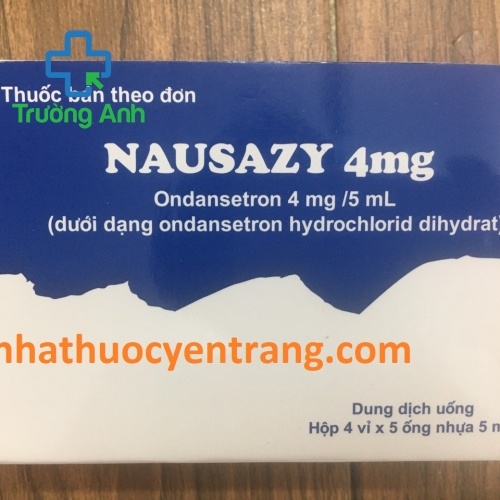 Thuốc bán theo đơn
Trường Anh
NAUSAZY 4mg
Ondansetron 4 mg /5 mL
(dưới dạng ondansetron hydrochlorid dihydrat)
nhathuocyentrang.com
Dung dịch uống
Hộp 4 vỉ x 5 ống nhựa 5 m